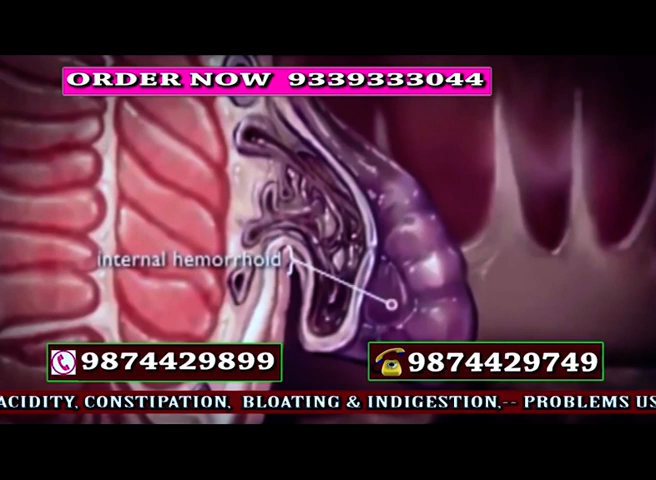 ORDER NOW 9339333044
internal hemorrhoid
9874429899
9874429749
ACIDITY, CONSTIPATION, BLOATING & INDIGESTION,-- PROBLEMS US